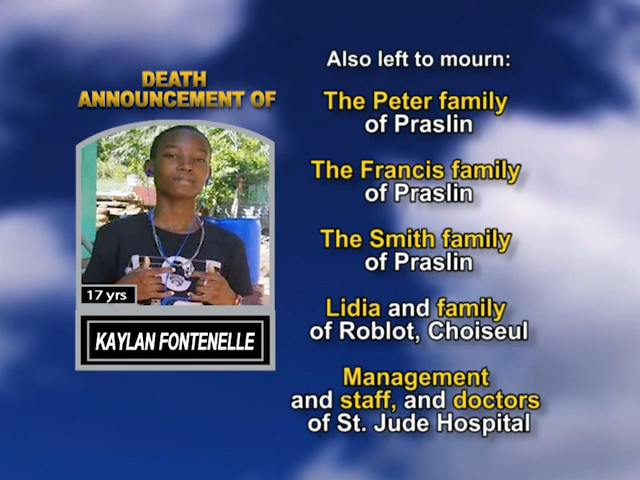 DEATH
ANNOUNCEMENT OF
17 yrs
KAYLAN FONTENELLE
Also left to mourn:
The Peter family
of Praslin
The Francis family
of Praslin
The Smith family
of Praslin
Lidia and family
of Roblot, Choiseul
Management
and staff, and doctors
of St. Jude Hospital